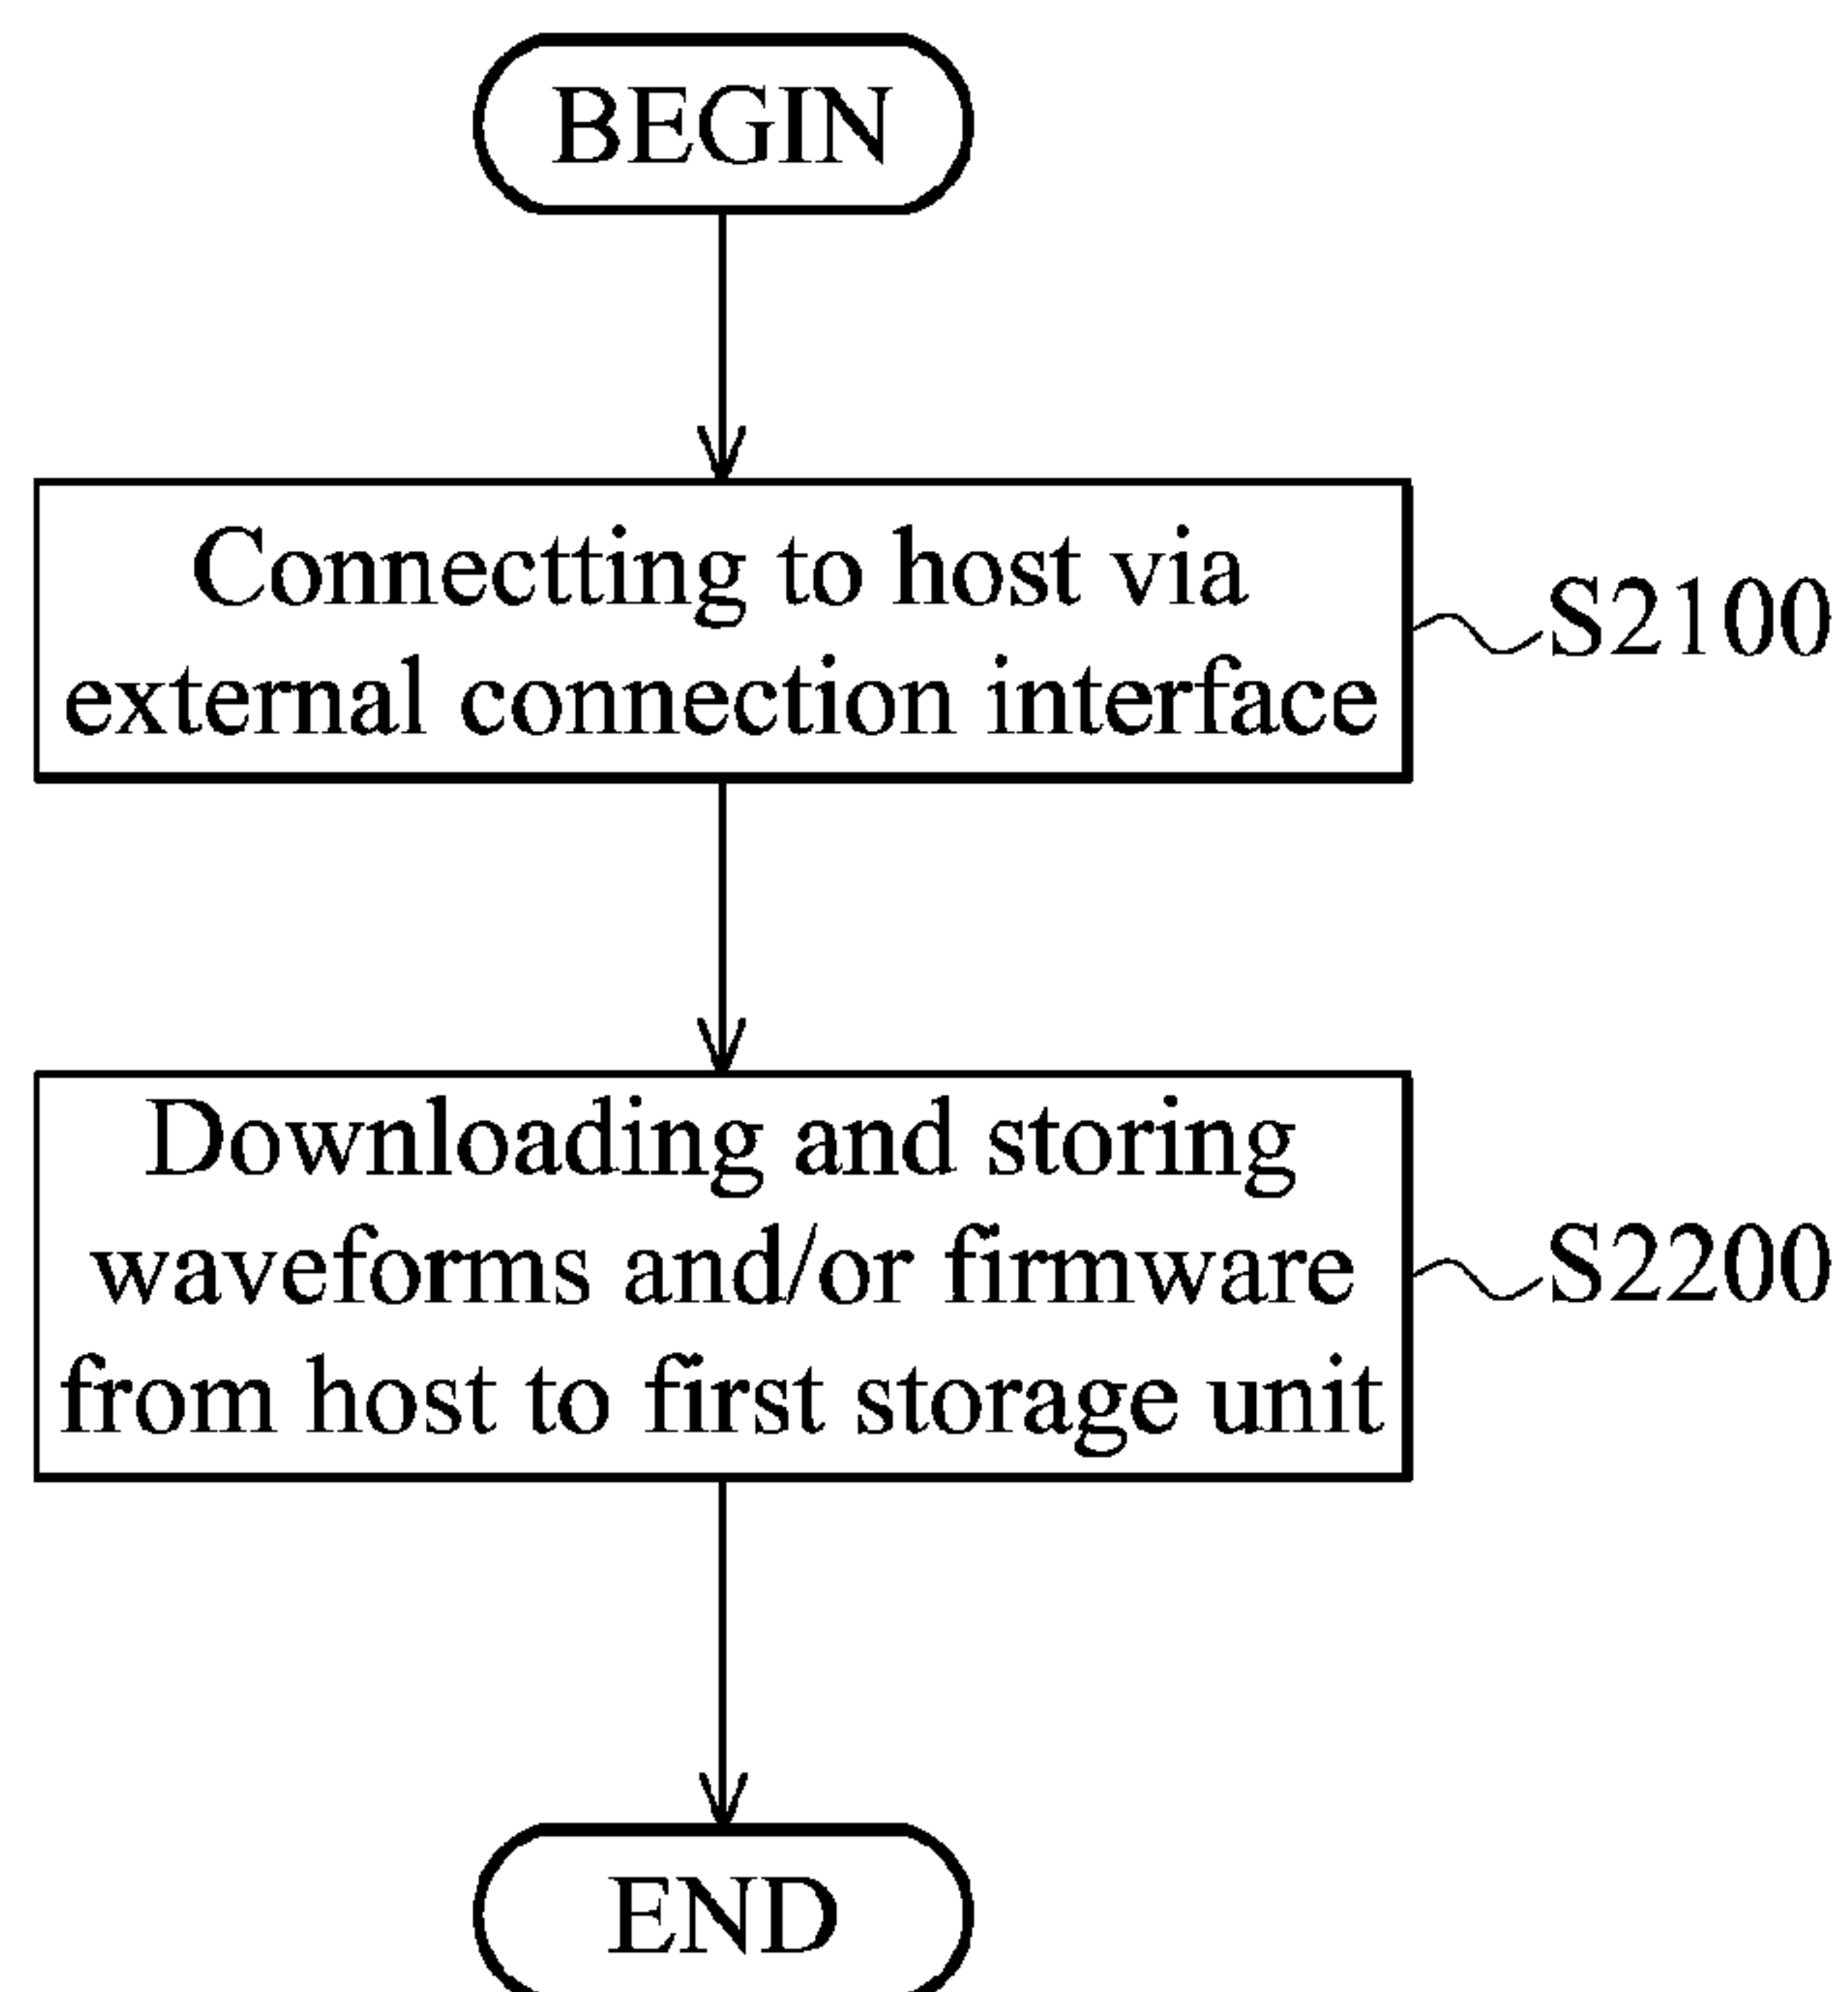 BEGIN
Connectting to host via
external connection interface
S2100
Downloading and storing
waveforms and/or firmware
from host to first storage unit
S2200
END